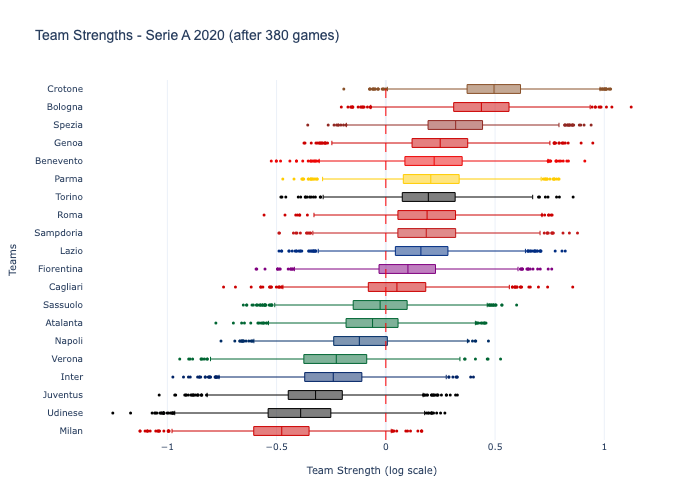 Team Strengths - Serie A 2020 (after 380 games)
Crotone
Bologna
Spezia
Genoa
Benevento
Parma
Torino
Roma
Sampdoria
Lazio
Fiorentina
Cagliari
Sassuolo
Atalanta
Napoli
Verona
Inter
Juventus
Udinese
Milan
Teams
−1
−0.5
0
0.5
1
Team Strength (log scale)